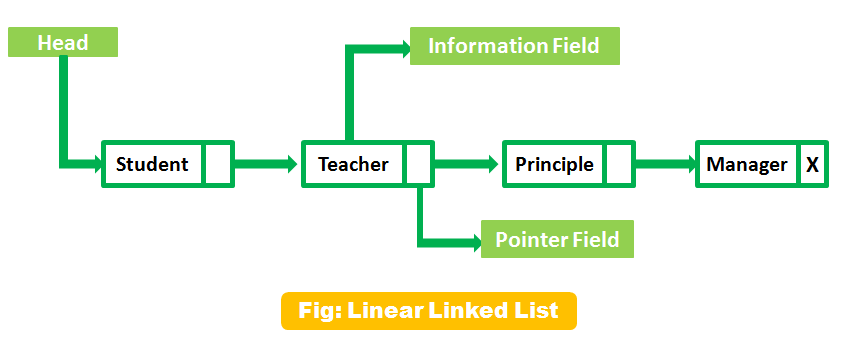 Head
Information Field
Student
Teacher
Principle
Manager
X
Pointer Field
Fig: Linear Linked List